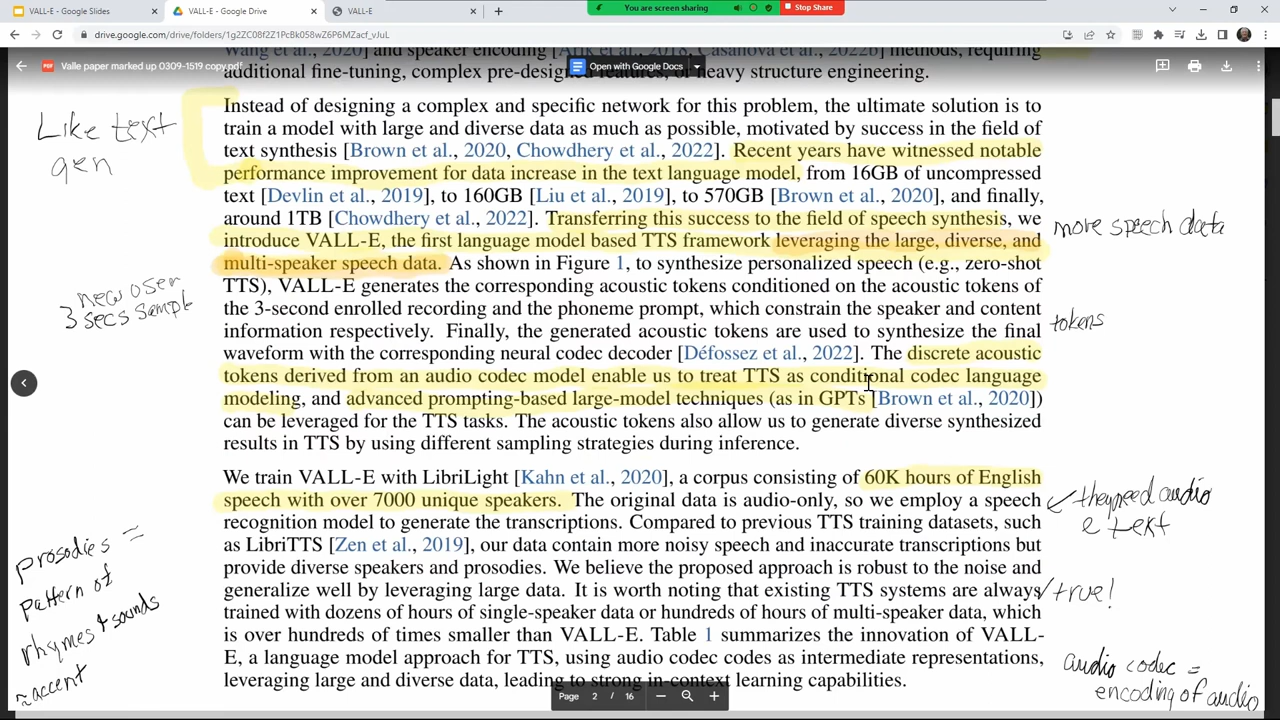 VALL-E - Google Slides
VALL-E - Google Drive
VALL-E
You are screen sharing
Stop Share
drive.google.com/drive/folders/1g2ZC08f2Z1PcBk058wZ6P6MZacf_vJuL
Wang et al., 2020] and speaker encoding [Arik et al., 2018, Casanova et al., 2022b] methods, requiring
Valle paper marked up 0309-1519 copy.pdf
Open with Google Docs
additional fine-tuning, complex pre-designed features, or heavy structure engineering.
Like text
gen
Instead of designing a complex and specific network for this problem, the ultimate solution is to
train a model with large and diverse data as much as possible, motivated by success in the field of
text synthesis [Brown et al., 2020, Chowdhery et al., 2022]. Recent years have witnessed notable
performance improvement for data increase in the text language model, from 16GB of uncompressed
text [Devlin et al., 2019], to 160GB [Liu et al., 2019], to 570GB [Brown et al., 2020], and finally,
around 1TB [Chowdhery et al., 2022]. Transferring this success to the field of speech synthesis, we
introduce VALL-E, the first language model based TTS framework leveraging the large, diverse, and
multi-speaker speech data. As shown in Figure 1, to synthesize personalized speech (e.g., zero-shot
TTS), VALL-E generates the corresponding acoustic tokens conditioned on the acoustic tokens of
the 3-second enrolled recording and the phoneme prompt, which constrain the speaker and content
information respectively. Finally, the generated acoustic tokens are used to synthesize the final
waveform with the corresponding neural codec decoder [Défossez et al., 2022]. The discrete acoustic
tokens derived from an audio codec model enable us to treat TTS as conditional codec language
modeling, and advanced prompting-based large-model techniques (as in GPTs [Brown et al., 2020])
can be leveraged for the TTS tasks. The acoustic tokens also allow us to generate diverse synthesized
results in TTS by using different sampling strategies during inference.
more speech data
new user
3 secs sample
tokens
We train VALL-E with LibriLight [Kahn et al., 2020], a corpus consisting of 60K hours of English
speech with over 7000 unique speakers. The original data is audio-only, so we employ a speech
recognition model to generate the transcriptions. Compared to previous TTS training datasets, such
as LibriTTS [Zen et al., 2019], our data contain more noisy speech and inaccurate transcriptions but
provide diverse speakers and prosodies. We believe the proposed approach is robust to the noise and
generalize well by leveraging large data. It is worth noting that existing TTS systems are always
trained with dozens of hours of single-speaker data or hundreds of hours of multi-speaker data, which
is over hundreds of times smaller than VALL-E. Table 1 summarizes the innovation of VALL-
E, a language model approach for TTS, using audio codec codes as intermediate representations,
leveraging large and diverse data, leading to strong in-context learning capabilities.
they need audio
text
true!
audio codec =
encoding of audio
prosodies =
pattern of
rhymes + sounds
≈ accent
Page 2 / 16